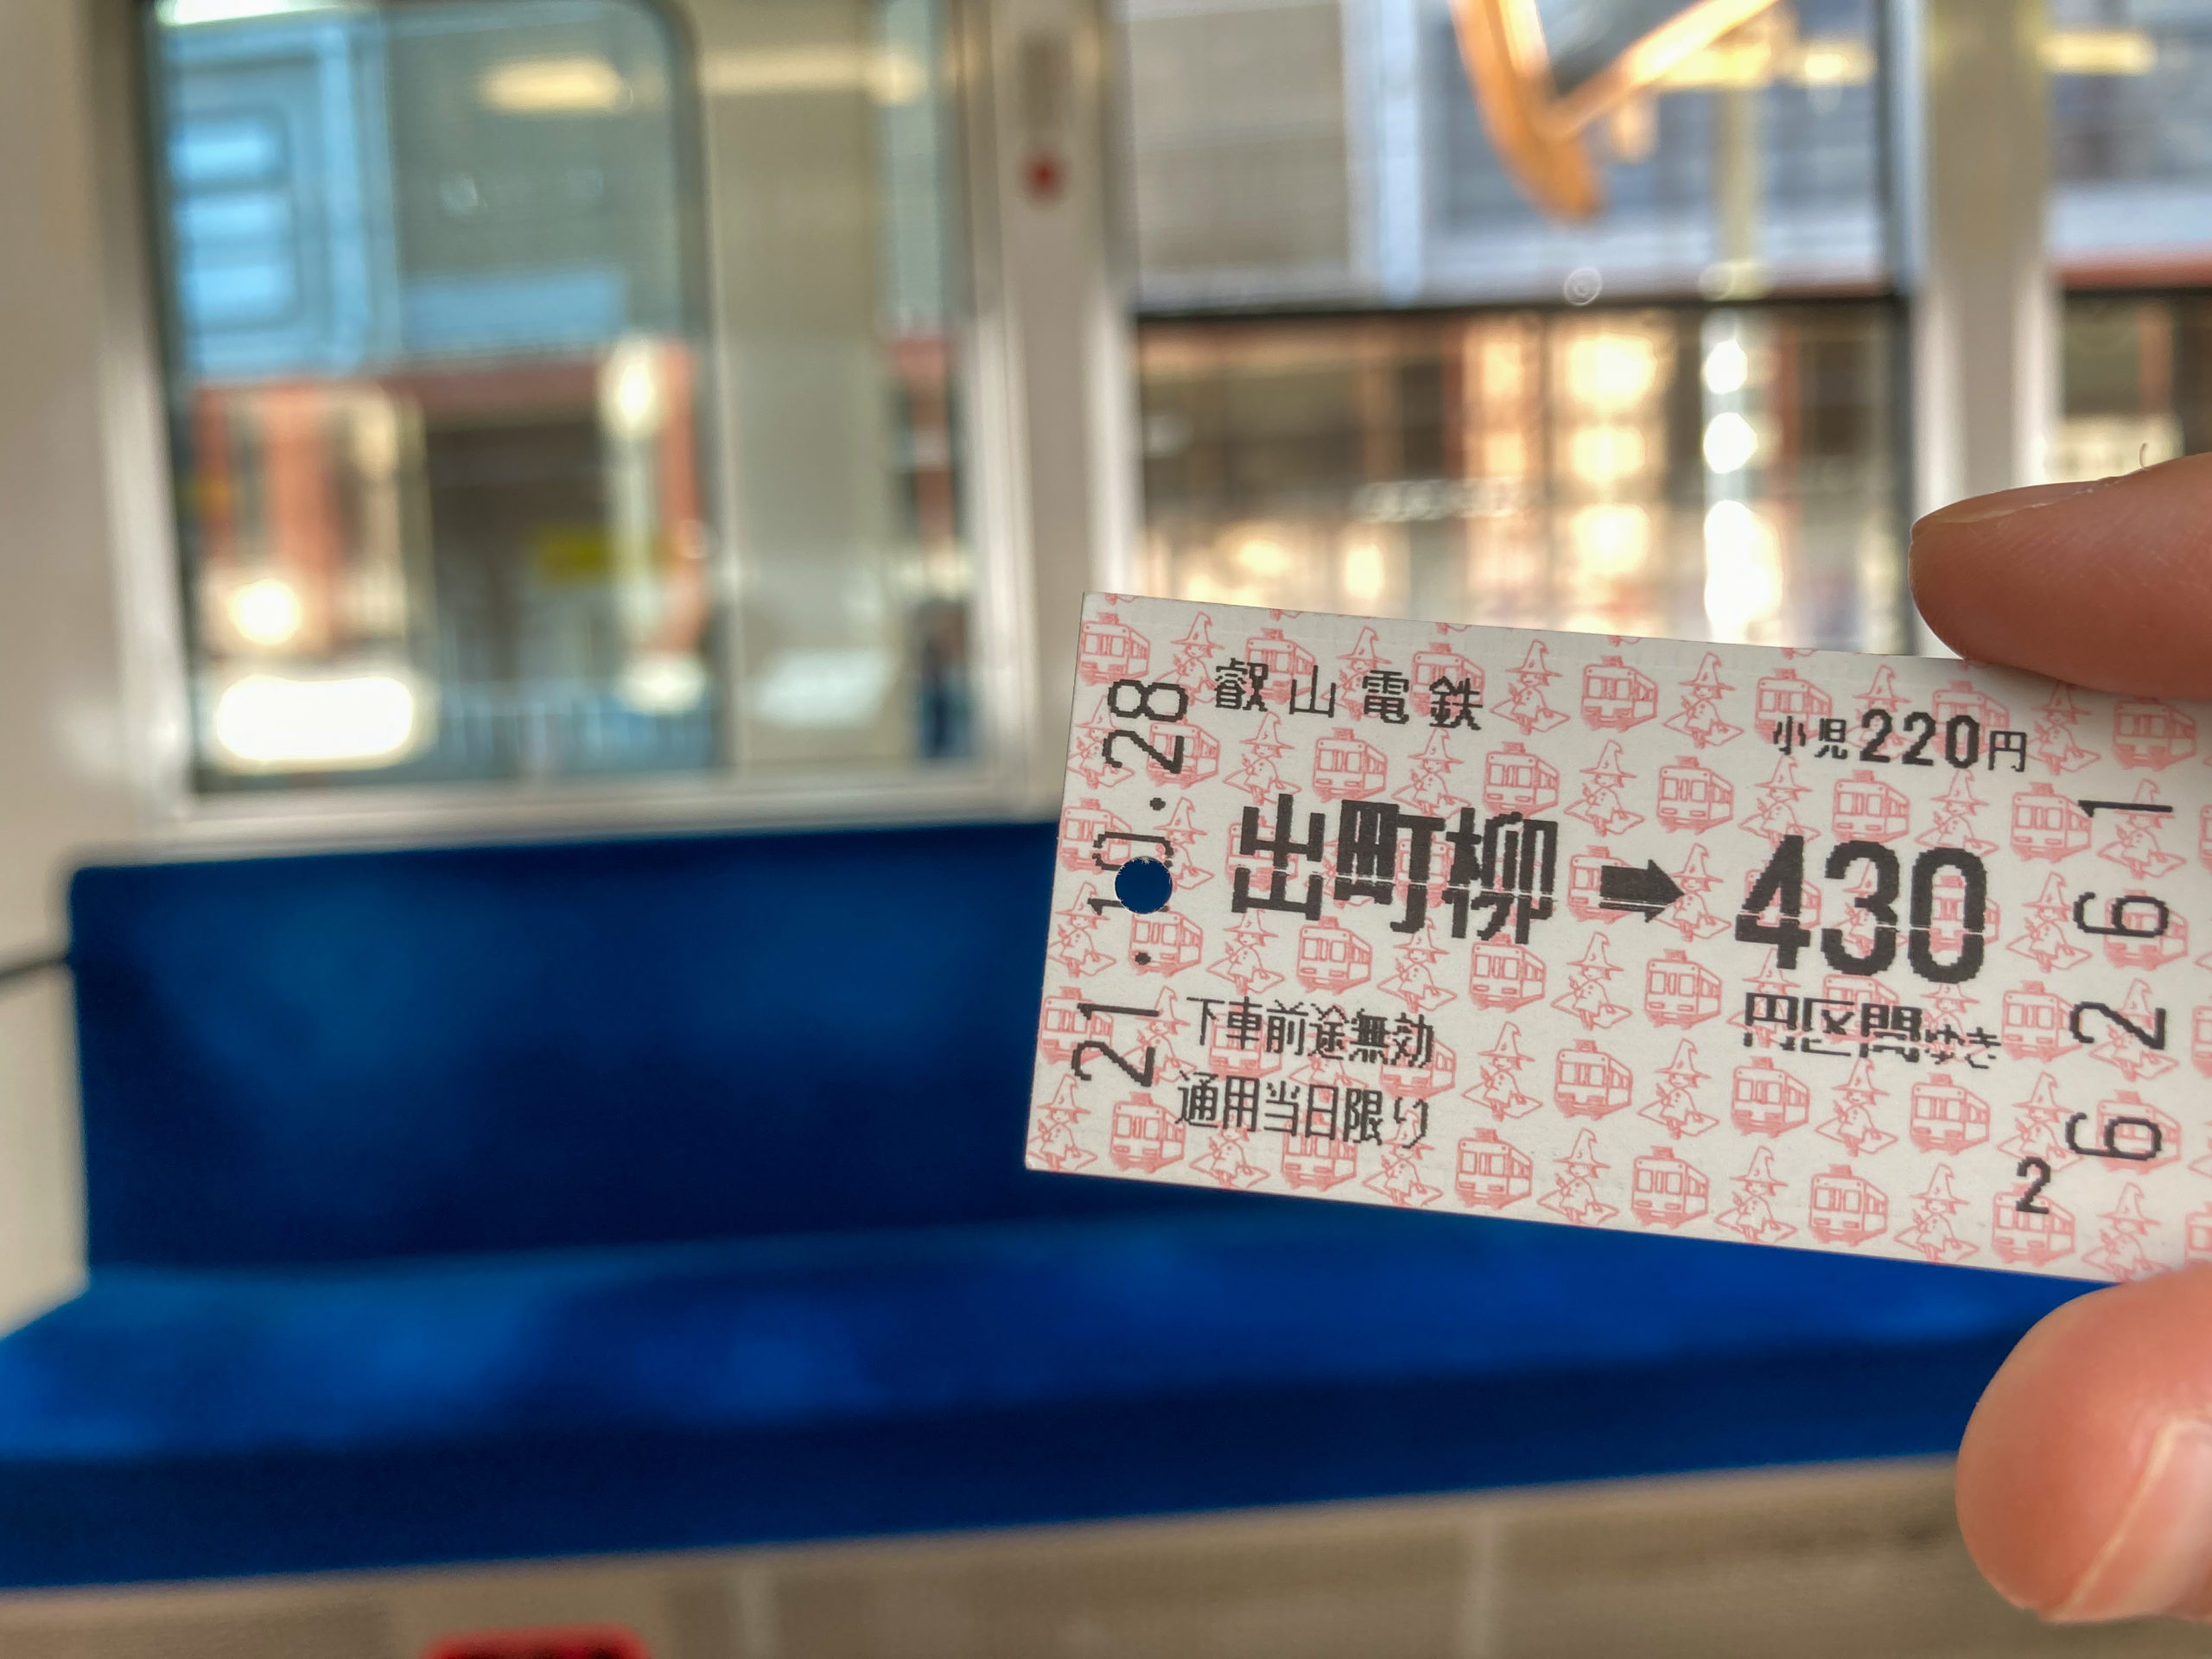 叡山電鉄
小児220円
出町柳➡430
円区間ゆき
下車前途無効
通用当日限り
21.10.28
6261
2